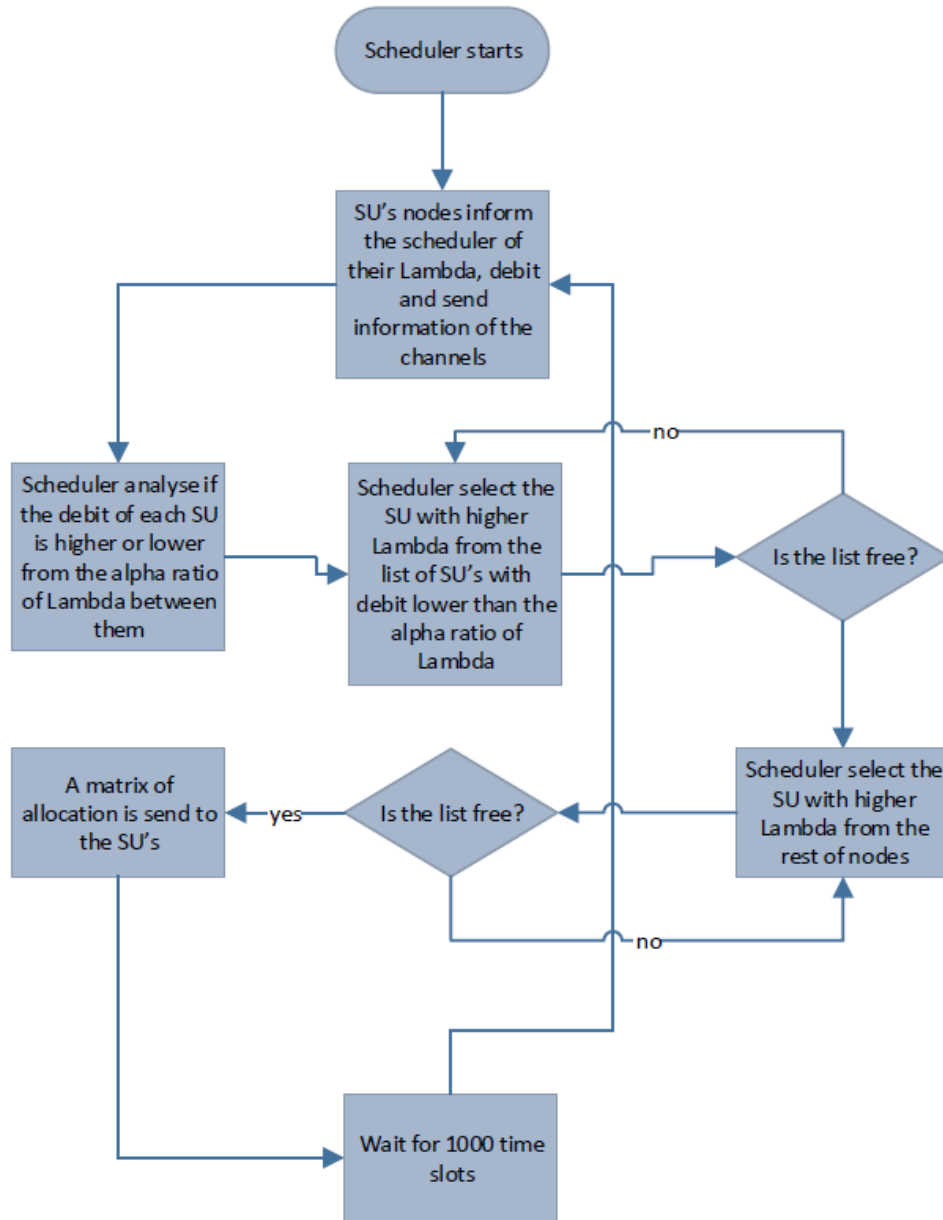 Scheduler starts
SU’s nodes inform
the scheduler of
their Lambda, debit
and send
information of the
channels
no
Scheduler analyse if
the debit of each SU
is higher or lower
from the alpha ratio
of Lambda between
them
Scheduler select the
SU with higher
Lambda from the
list of SU’s with
debit lower than the
alpha ratio of
Lambda
Is the list free?
Scheduler select the
SU with higher
Lambda from the
rest of nodes
Is the list free?
no
yes
A matrix of
allocation is send to
the SU’s
Wait for 1000 time
slots